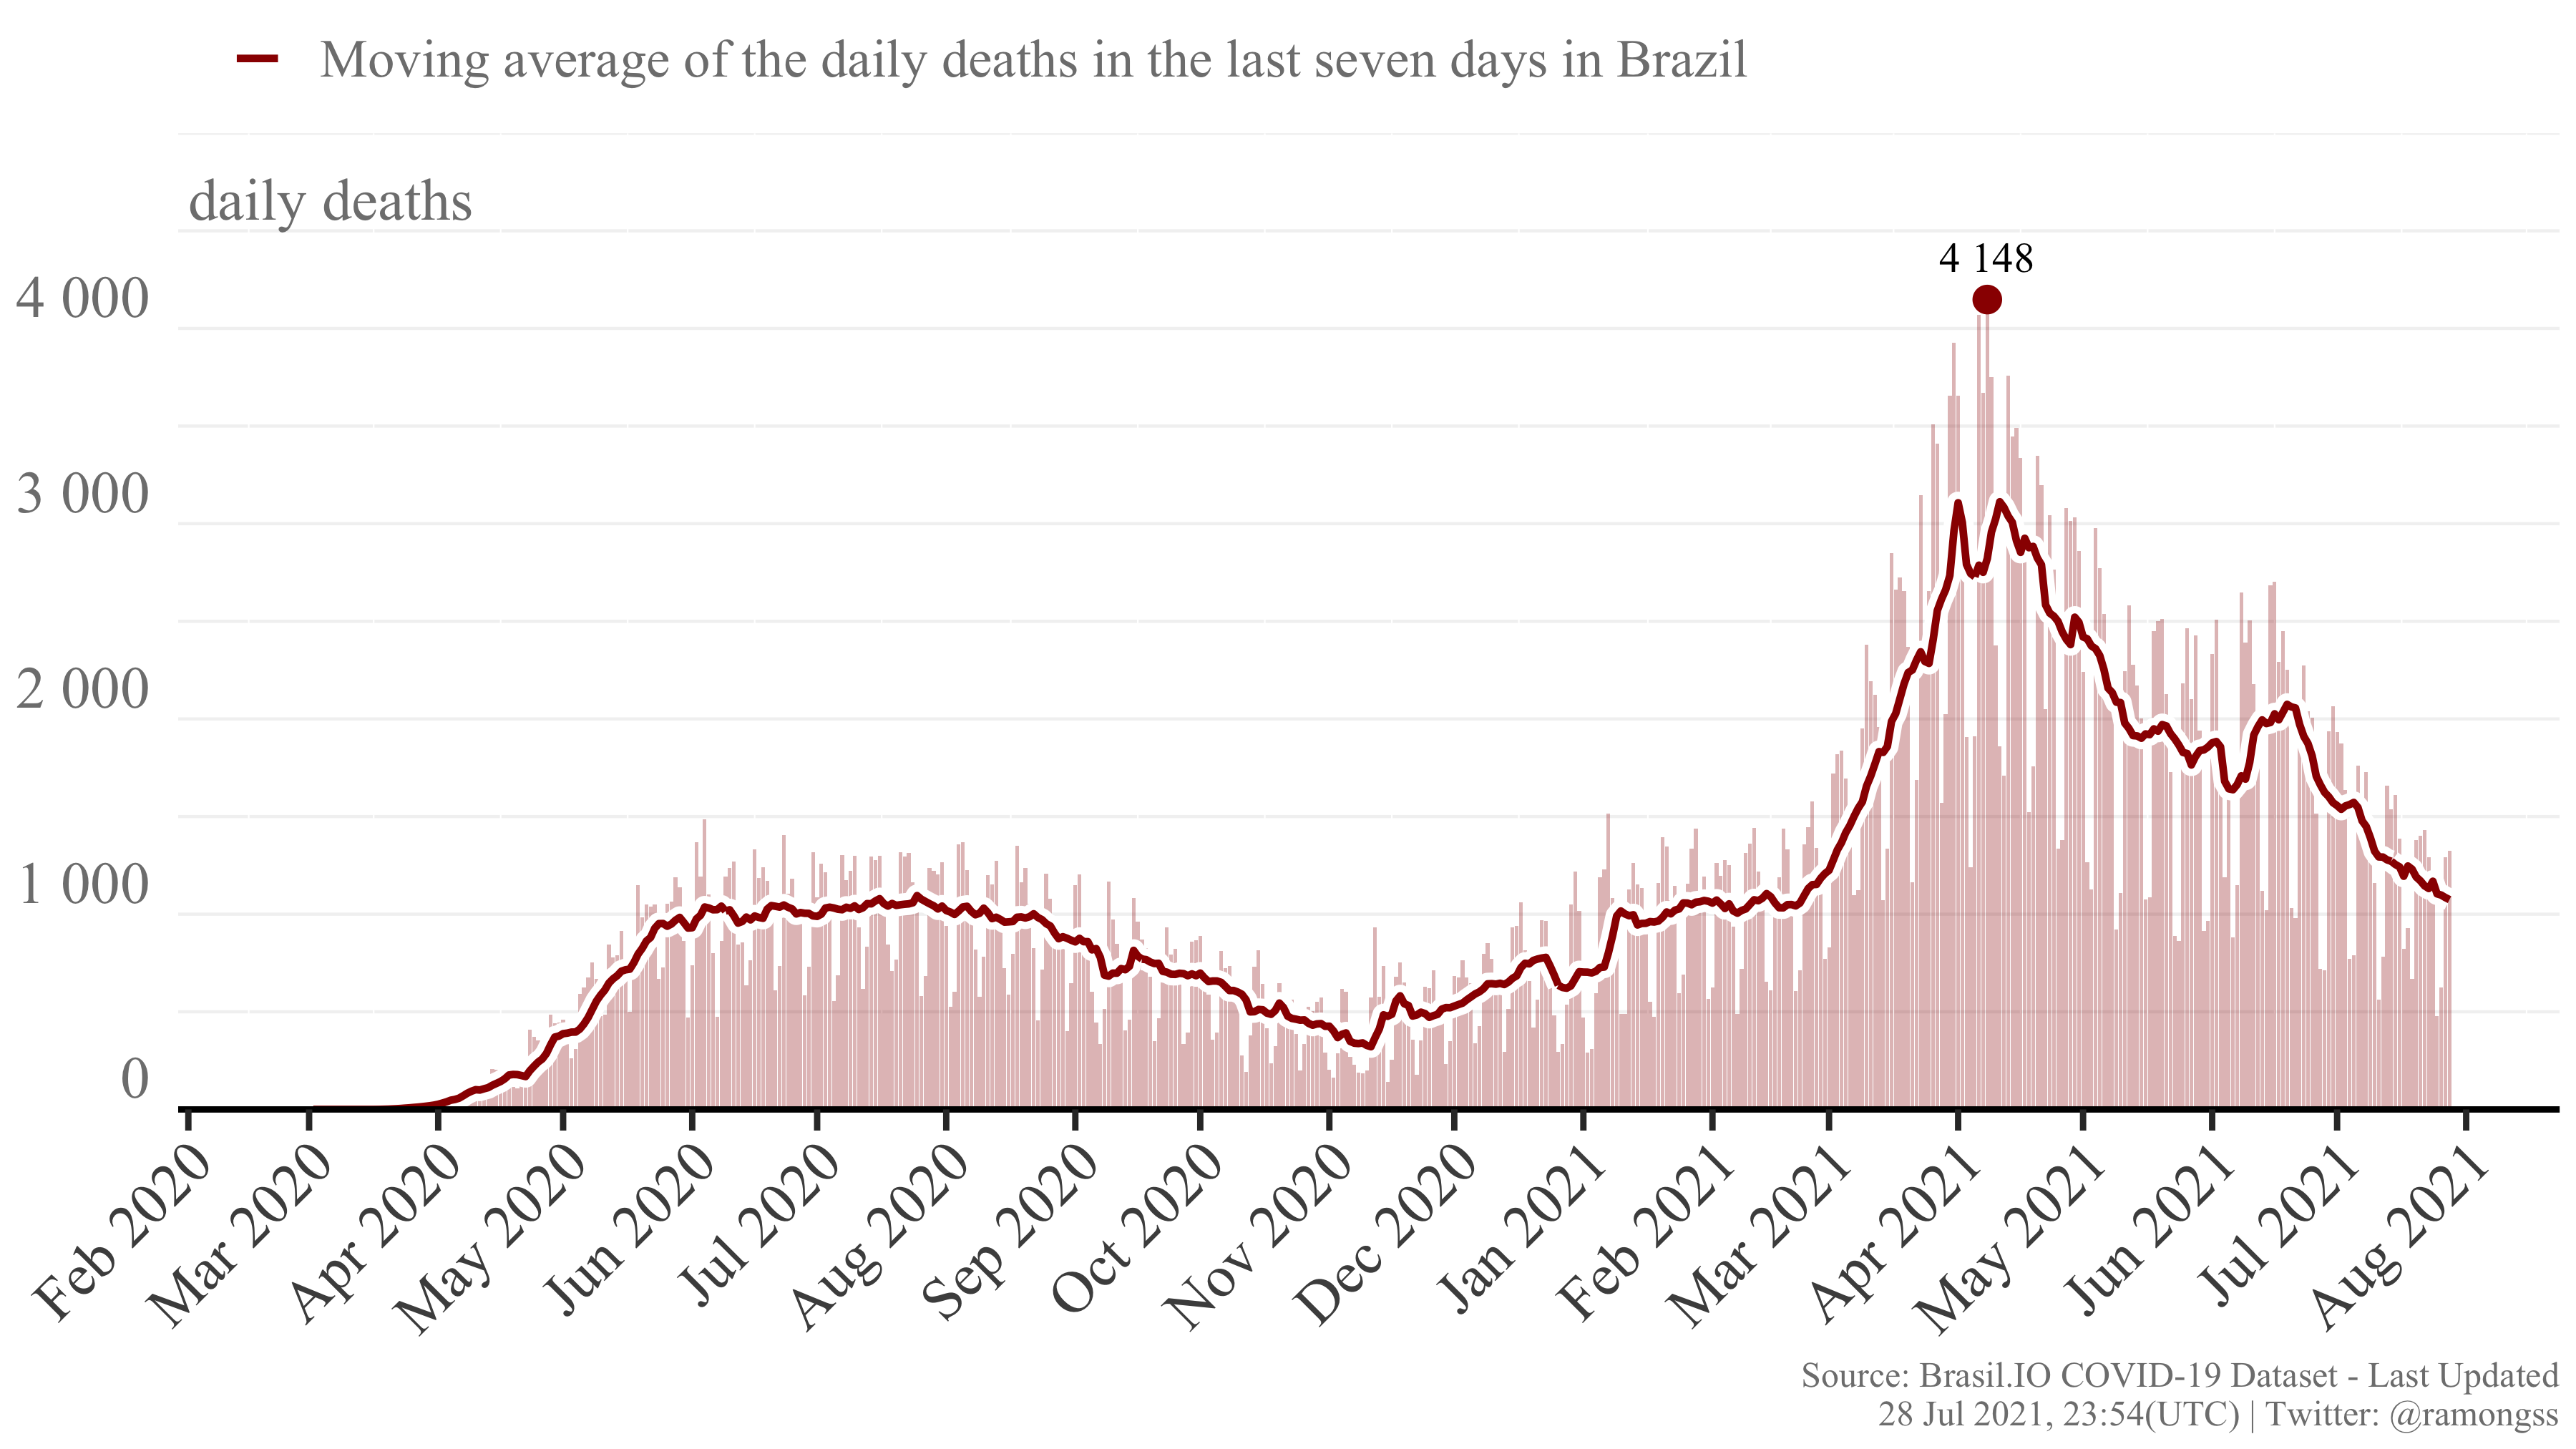 Moving average of the daily deaths in the last seven days in Brazil
daily deaths
4 148
4 000
3 000
2 000
1 000
0
Feb 2020
Mar 2020
Apr 2020
May 2020
Jun 2020
Jul 2020
Aug 2020
Sep 2020
Oct 2020
Nov 2020
Dec 2020
Jan 2021
Feb 2021
Mar 2021
Apr 2021
May 2021
Jun 2021
Jul 2021
Aug 2021
Source: Brasil.IO COVID-19 Dataset - Last Updated
28 Jul 2021, 23:54(UTC) | Twitter: @ramongss